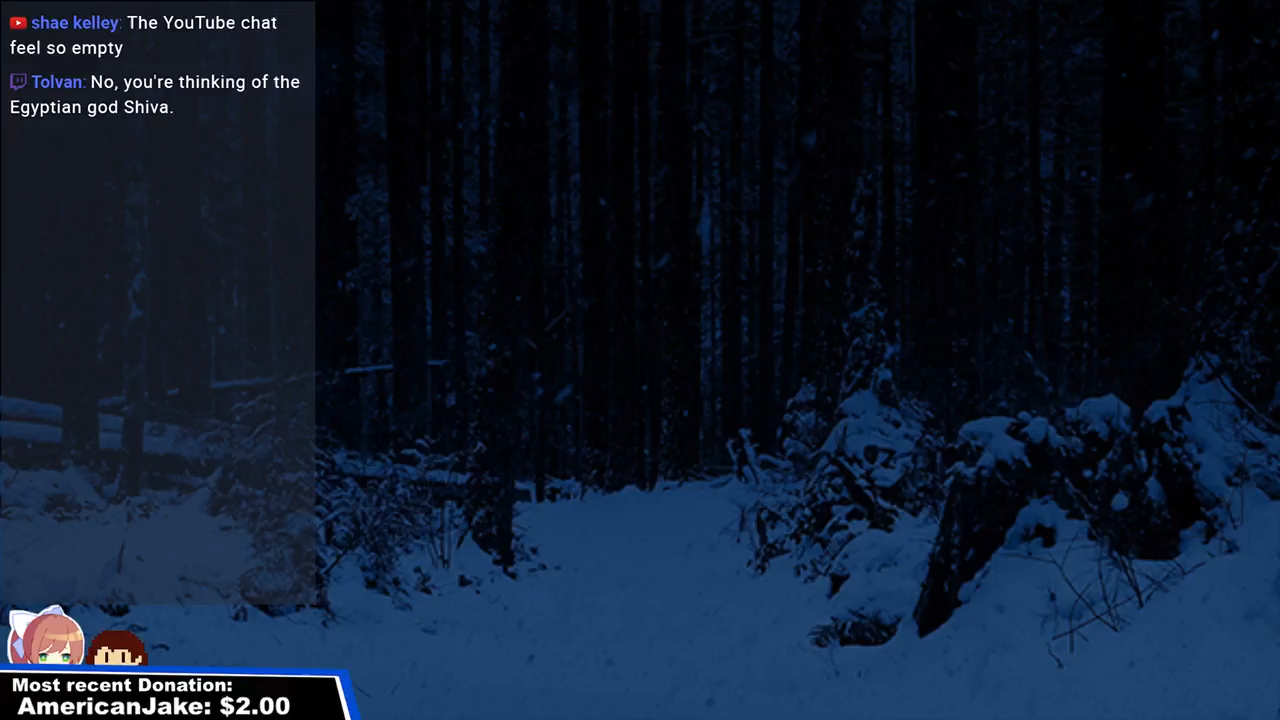 shae kelley: The YouTube chat
feel so empty
Tolvan: No, you're thinking of the
Egyptian god Shiva.
Most recent Donation:
AmericanJake: $2.00